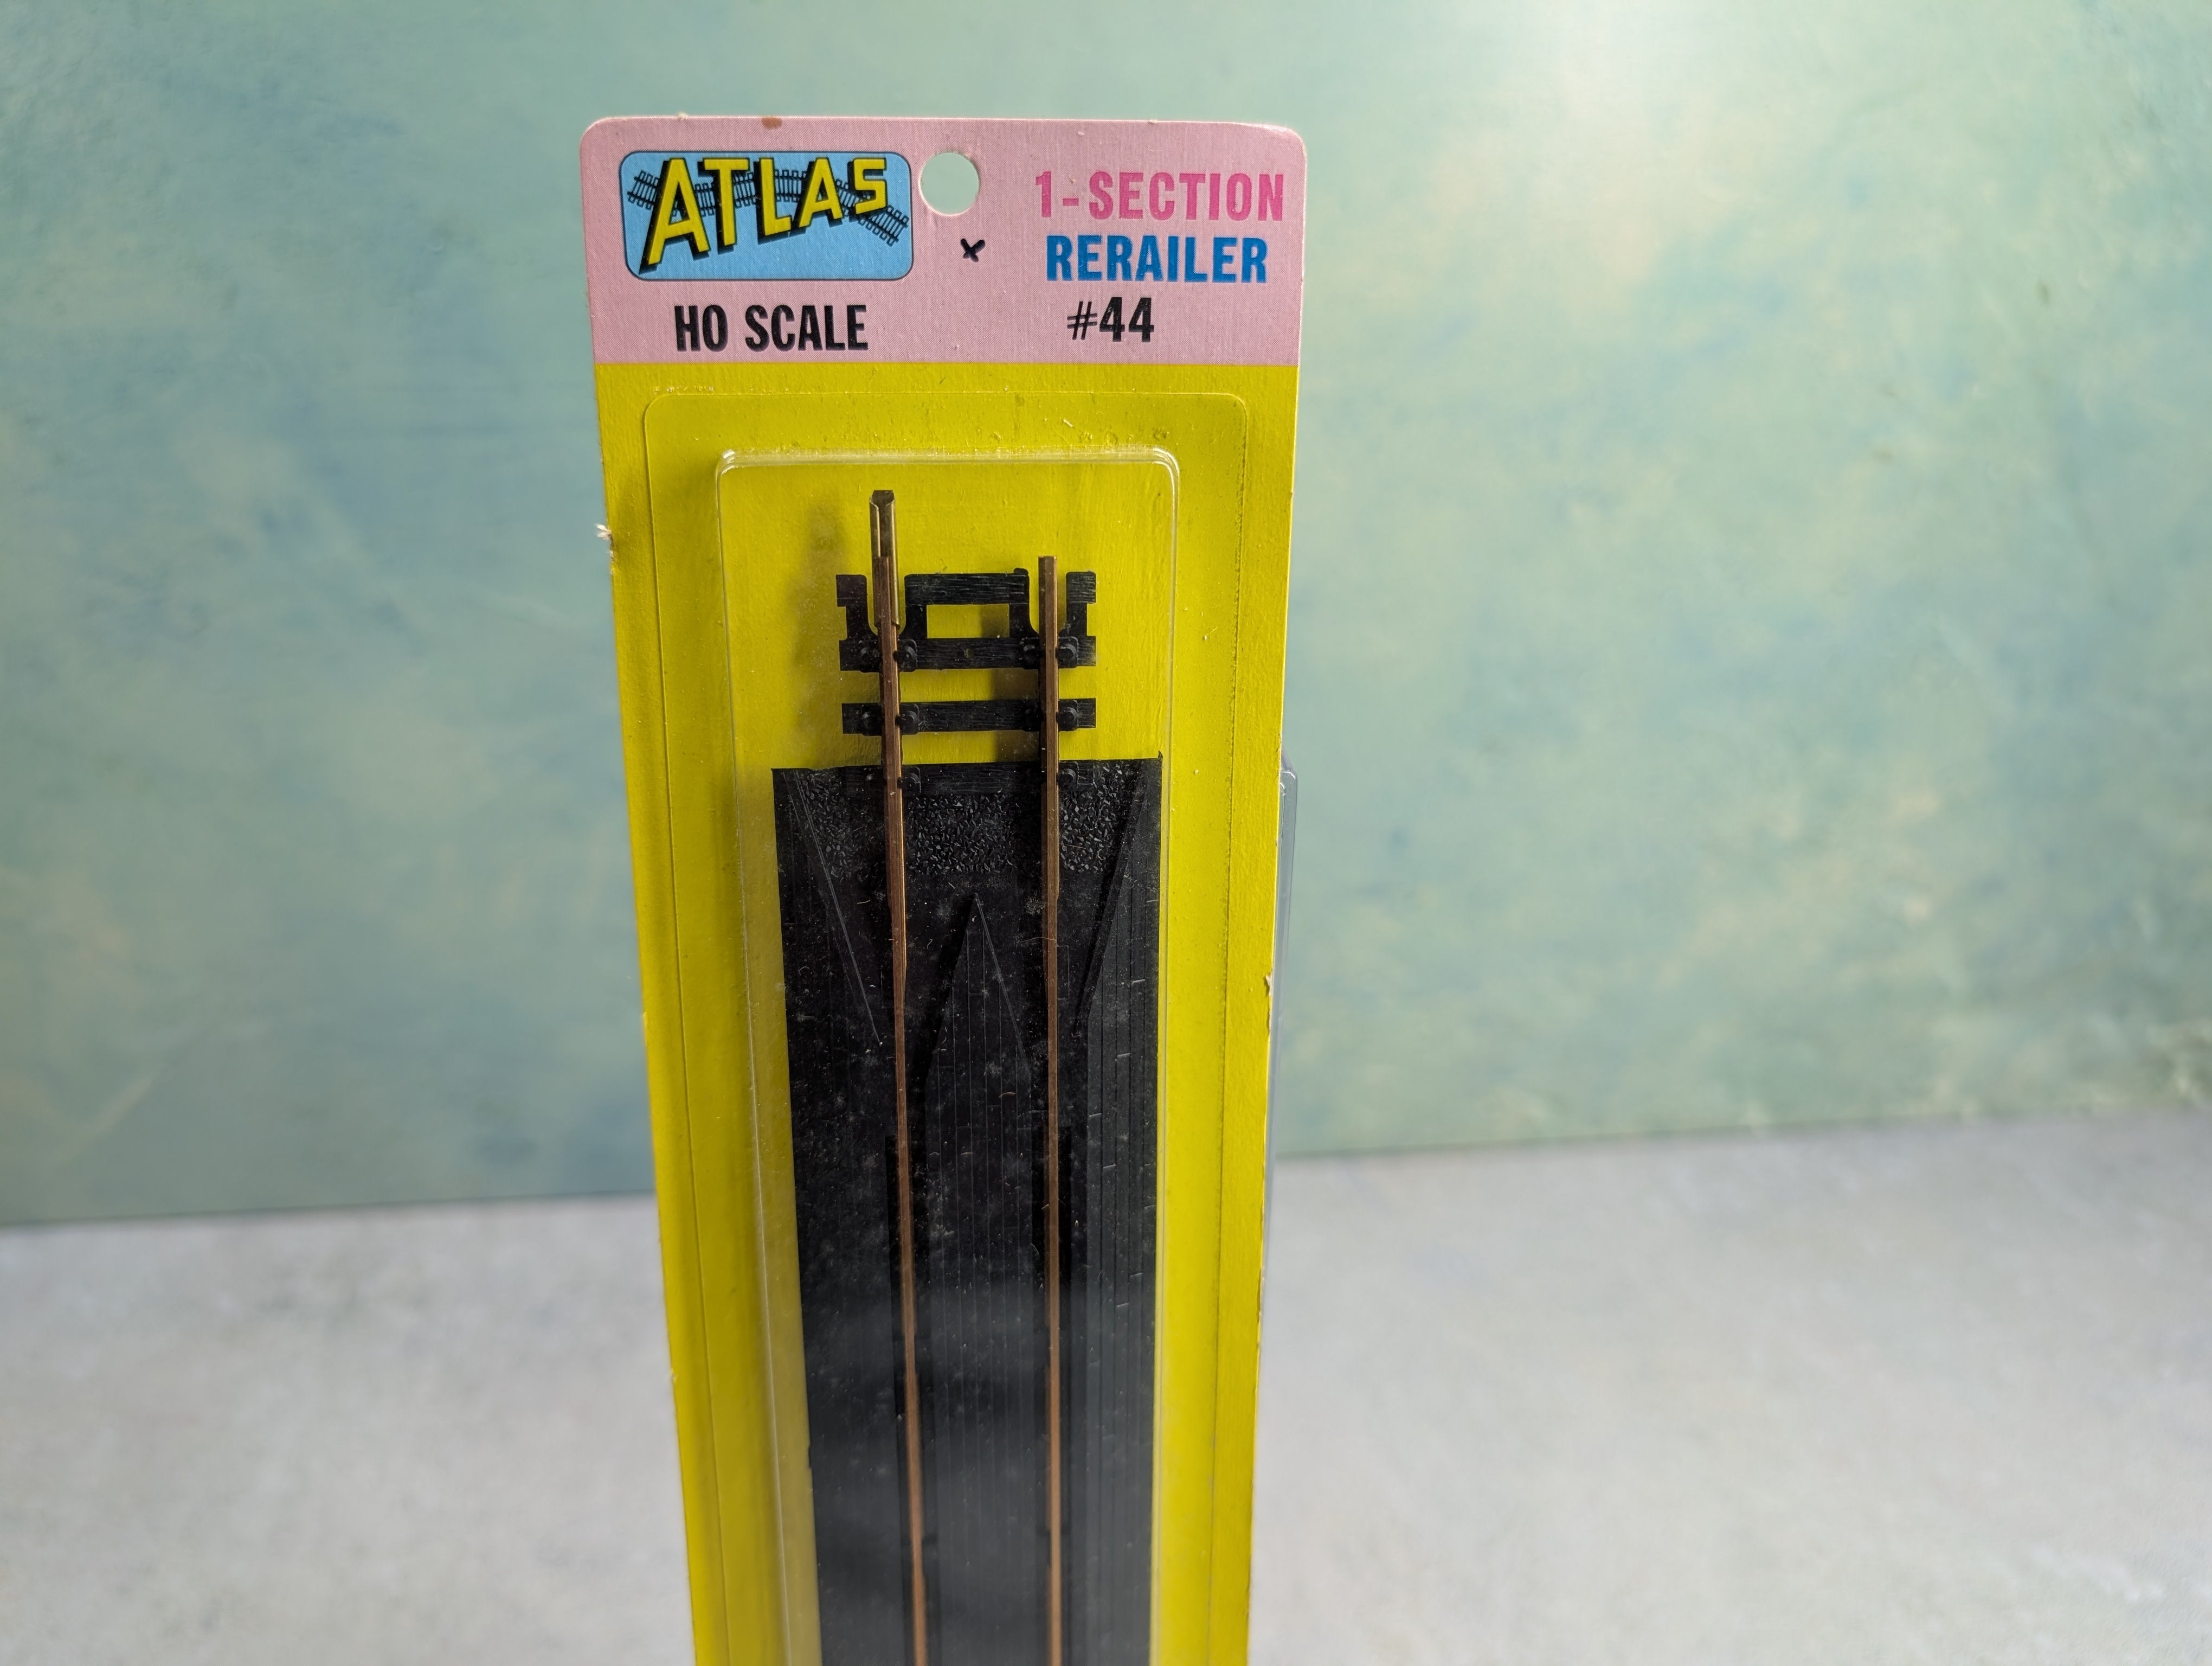 ATLAS
HO SCALE
x
1-SECTION
RERAILER
#44